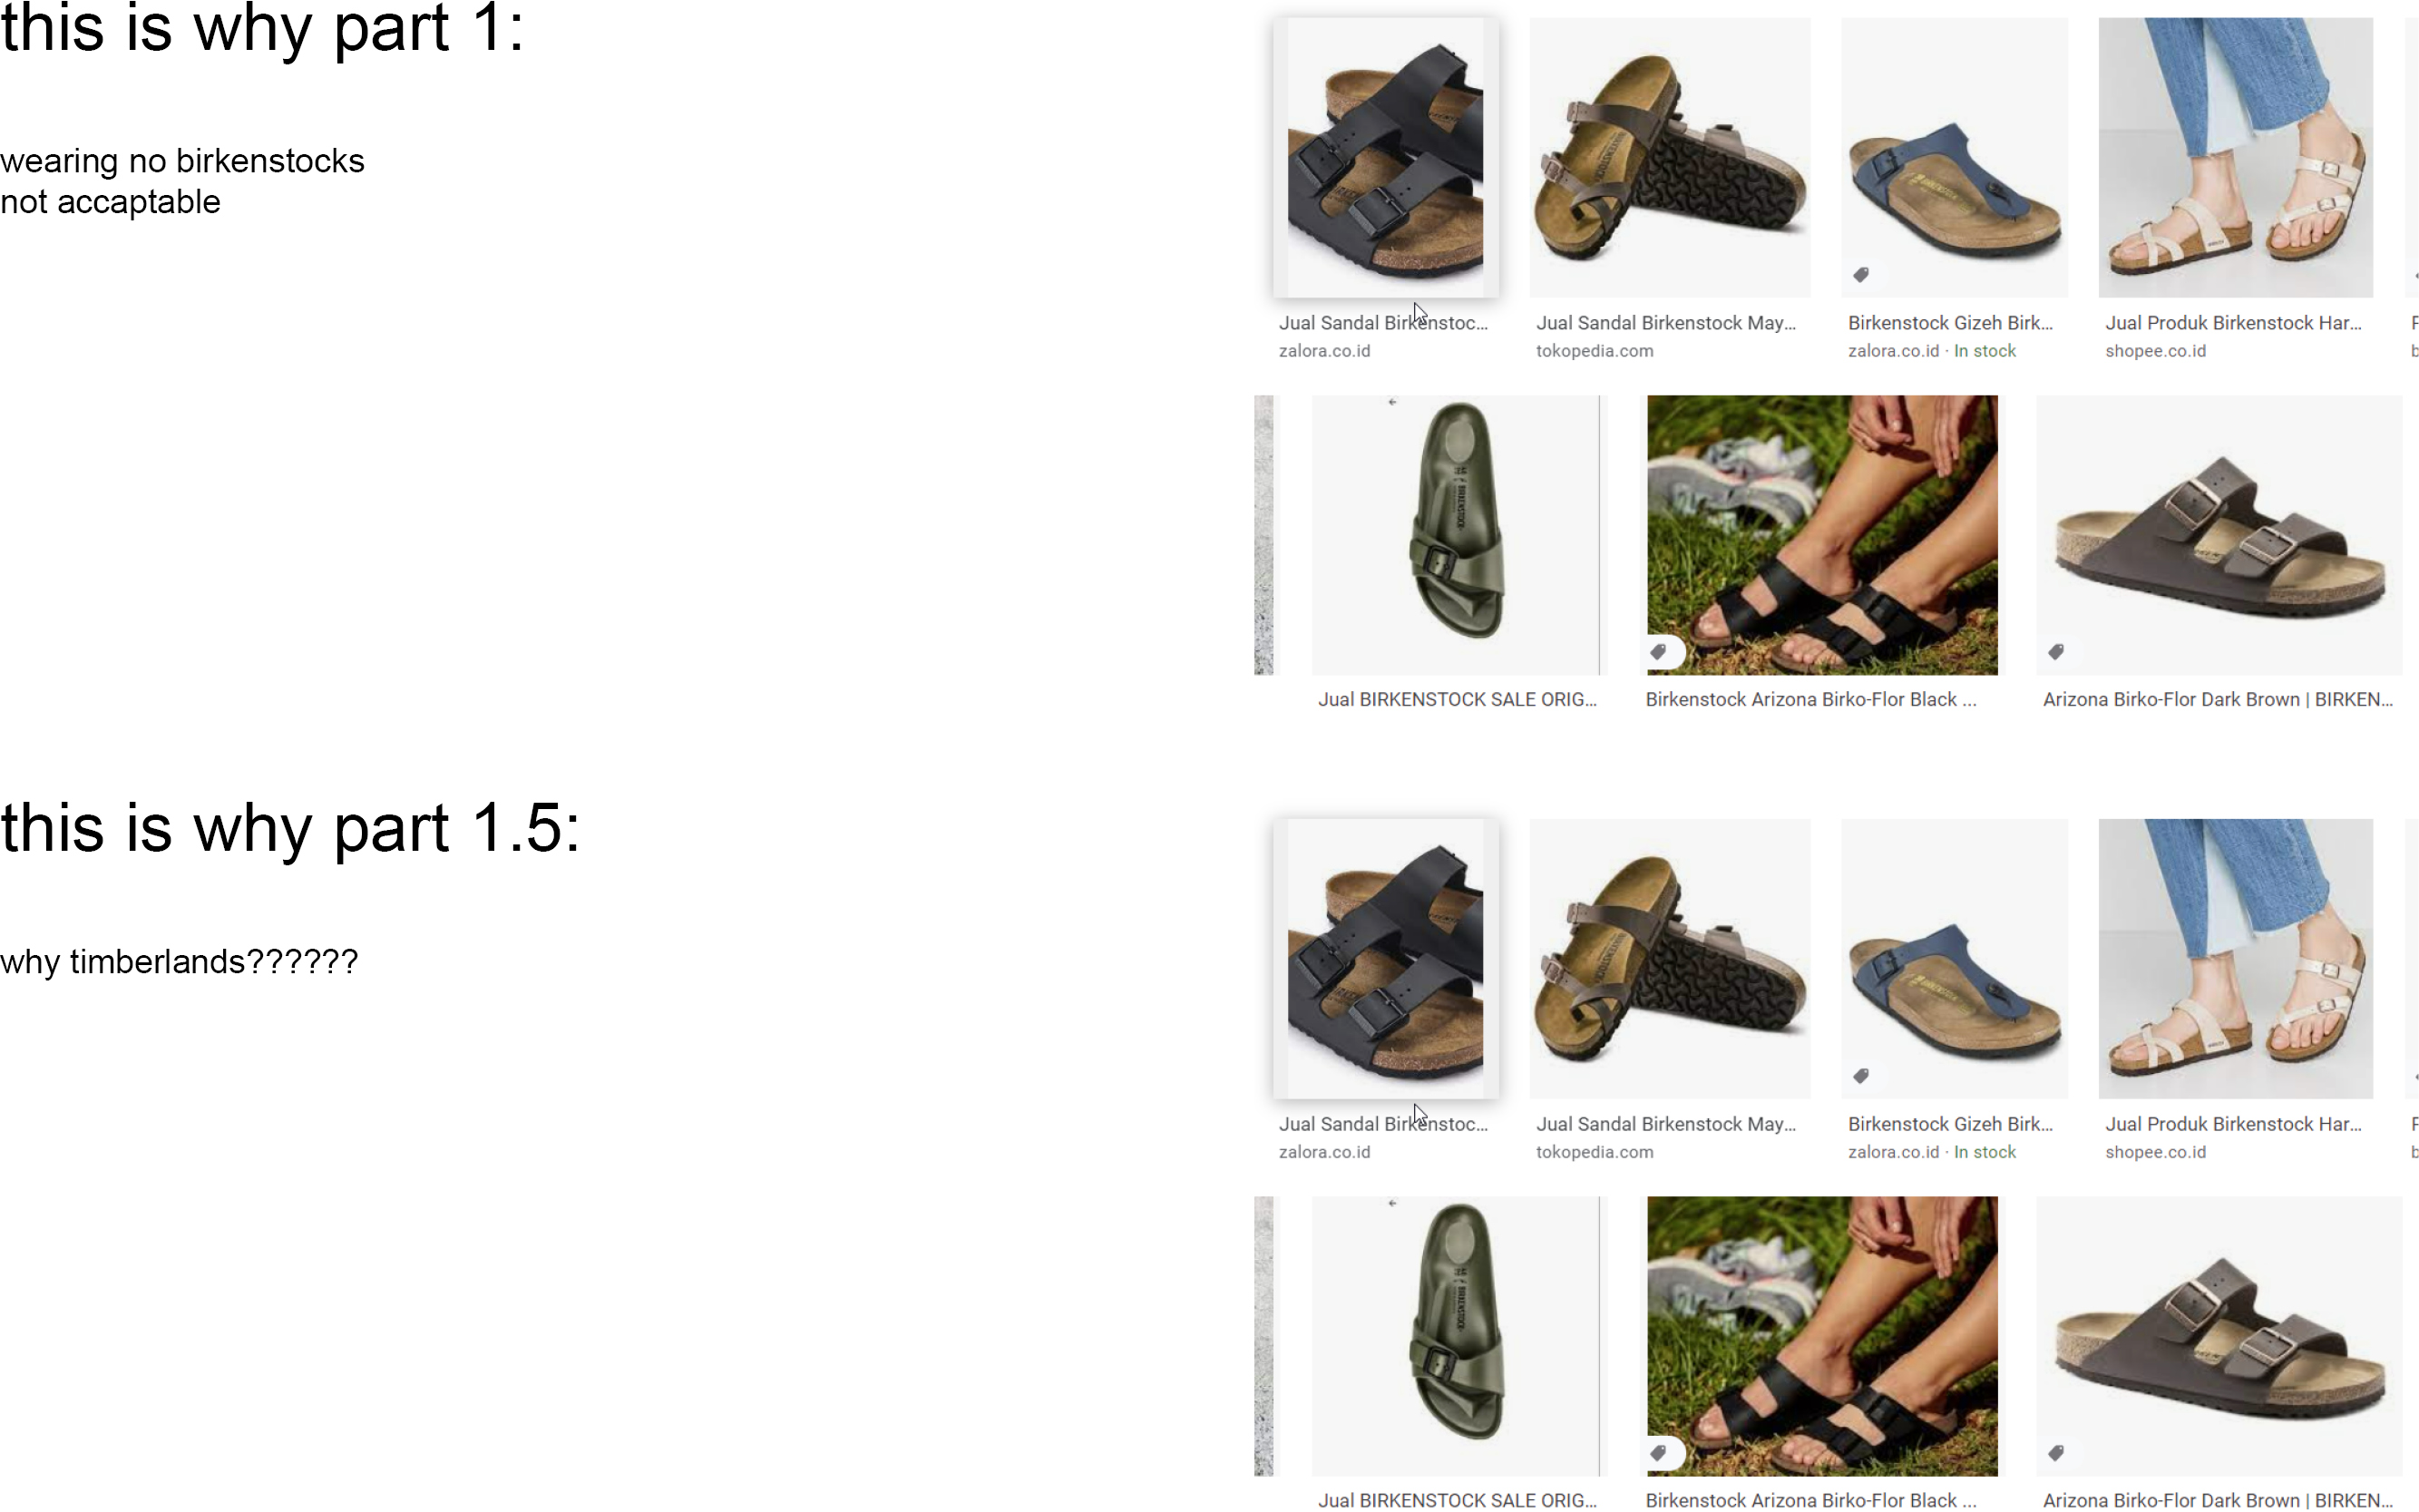 this is why part 1:
wearing no birkenstocks
not accaptable
Jual Sandal Birkenstoc...
zalora.co.id
Jual Sandal Birkenstock May...
tokopedia.com
Birkenstock Gizeh Birk...
zalora.co.id · In stock
Jual Produk Birkenstock Har...
shopee.co.id
Jual BIRKENSTOCK SALE ORIG...
Birkenstock Arizona Birko-Flor Black ...
Arizona Birko-Flor Dark Brown | BIRKEN...
this is why part 1.5:
why timberlands??????
Jual Sandal Birkenstoc...
zalora.co.id
Jual Sandal Birkenstock May...
tokopedia.com
Birkenstock Gizeh Birk...
zalora.co.id · In stock
Jual Produk Birkenstock Har...
shopee.co.id
Jual BIRKENSTOCK SALE ORIG...
Birkenstock Arizona Birko-Flor Black ...
Arizona Birko-Flor Dark Brown | BIRKEN...